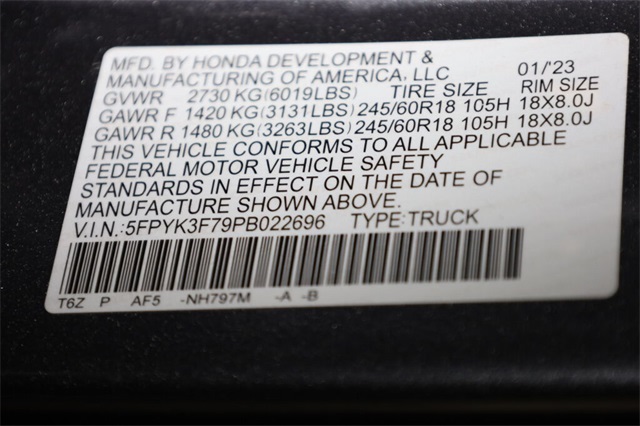 MFD. BY HONDA DEVELOPMENT &
MANUFACTURING OF AMERICA, LLC 01/'23
GVWR 2730 KG(6019LBS) TIRE SIZE RIM SIZE
GAWR F 1420 KG(3131LBS) 245/60R18 105H 18X8.0J
GAWR R 1480 KG(3263LBS) 245/60R18 105H 18X8.0J
THIS VEHICLE CONFORMS TO ALL APPLICABLE
FEDERAL MOTOR VEHICLE SAFETY
STANDARDS IN EFFECT ON THE DATE OF
MANUFACTURE SHOWN ABOVE.
V.I.N.:5FPYK3F79PB022696 TYPE:TRUCK
T6Z P AF5 -NH797M -A -B